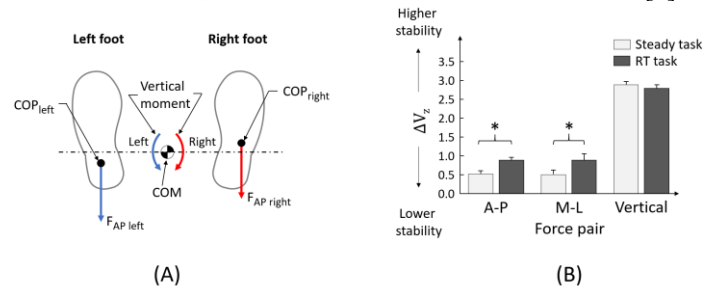 Left foot
Right foot
Vertical
moment
COPleft
COPright
Left
Right
COM
FAP left
FAP right
(A)
Higher
stability
Lower
stability
ΔVz
3.5
3.0
2.5
2.0
1.5
1.0
0.5
0.0
Steady task
RT task
*
*
A-P
M-L
Vertical
Force pair
(B)